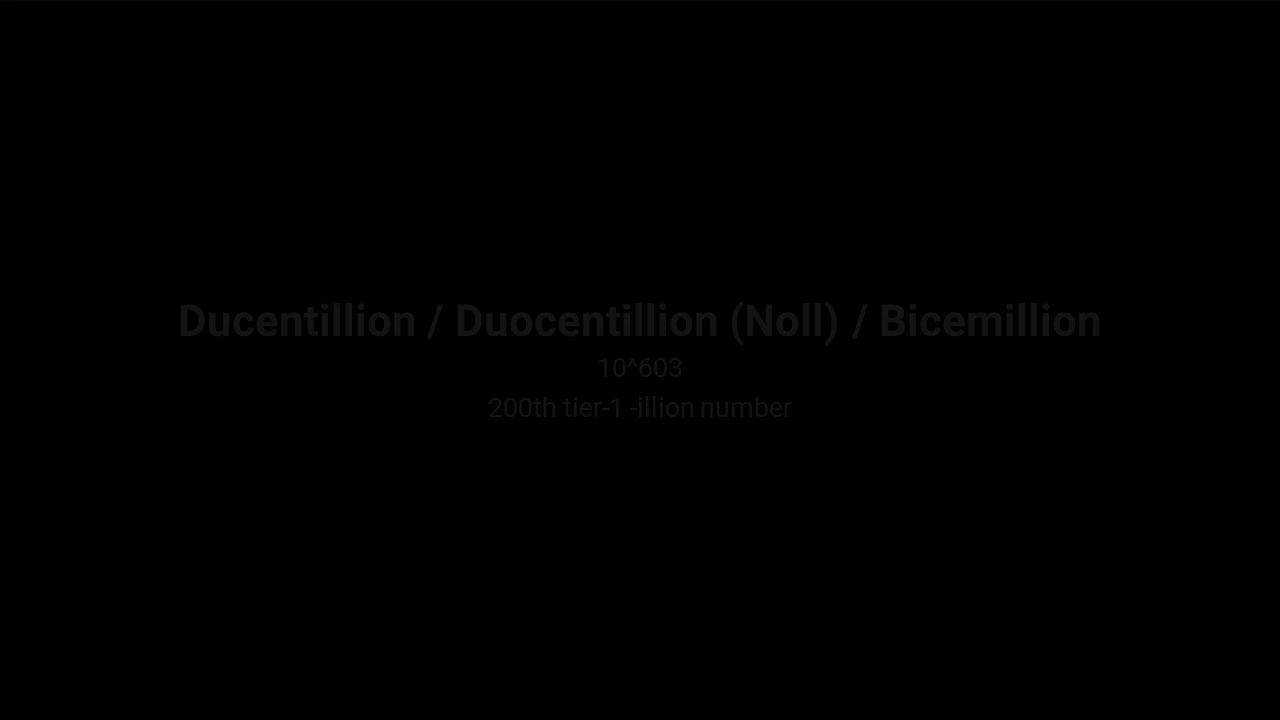 Ducentillion / Duocentillion (Noll) / Bicemillion
10^603
200th tier-1 -illion number